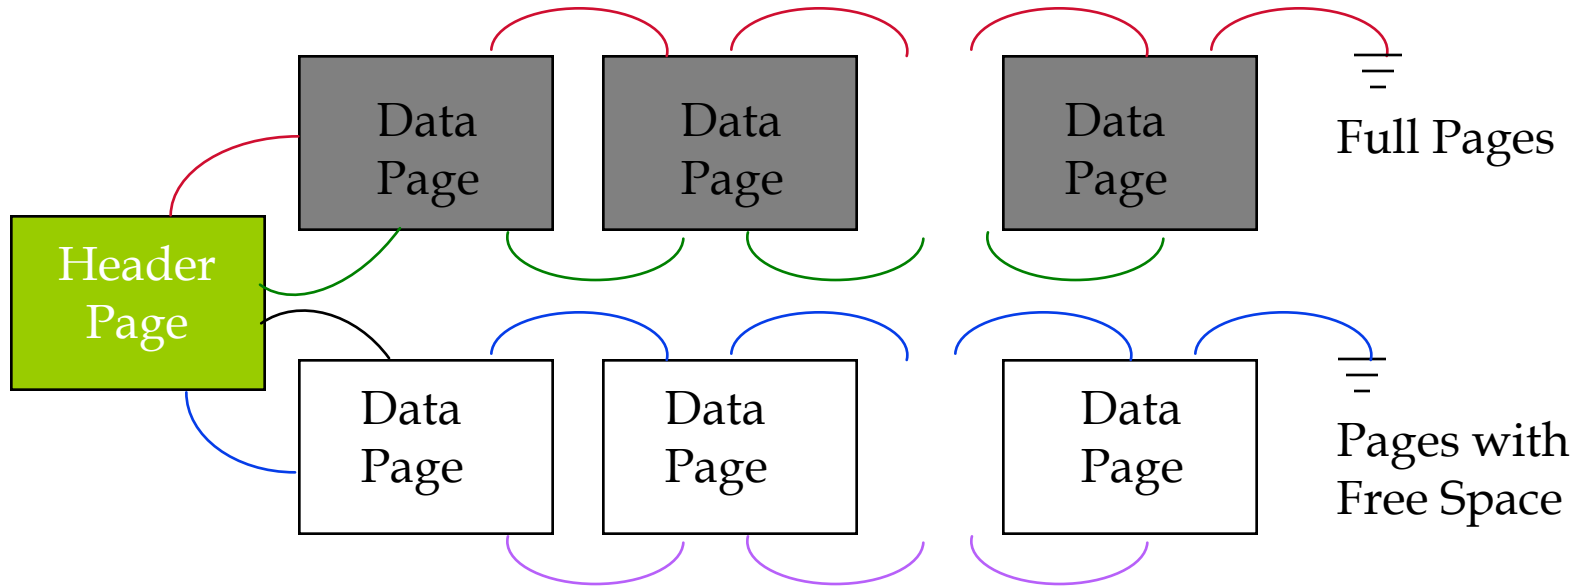 Data
Page
Data
Page
Data
Page
Full Pages
Header
Page
Data
Page
Data
Page
Data
Page
Pages with
Free Space